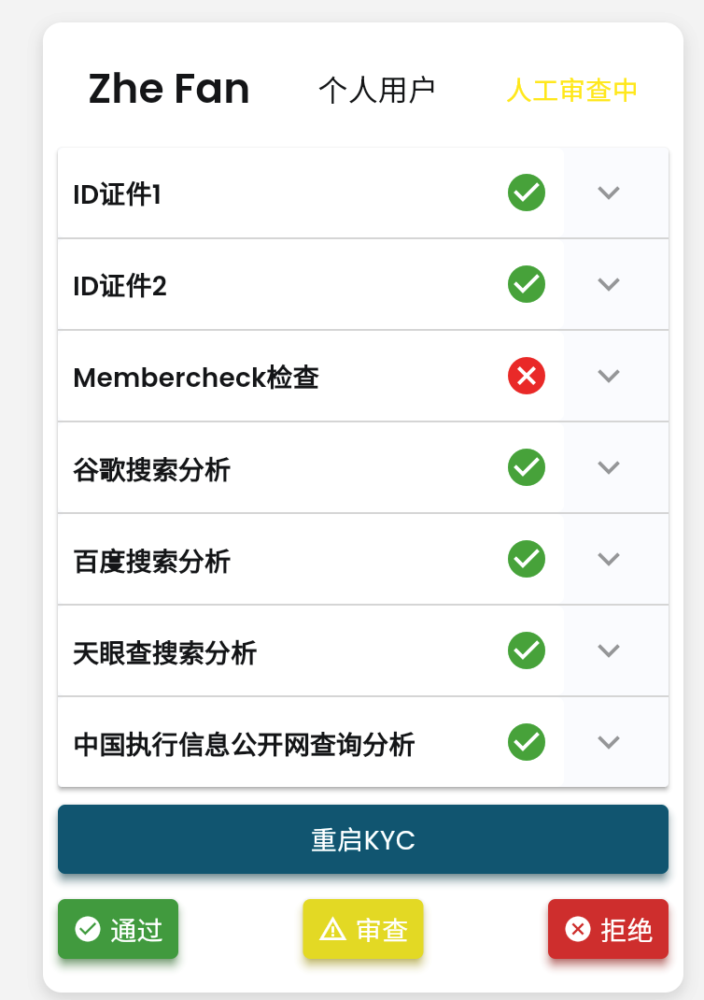 Zhe Fan 个人用户 人工审查中
ID证件1
ID证件2
Membercheck检查
谷歌搜索分析
百度搜索分析
天眼查搜索分析
中国执行信息公开网查询分析
重启KYC
通过 审查 拒绝